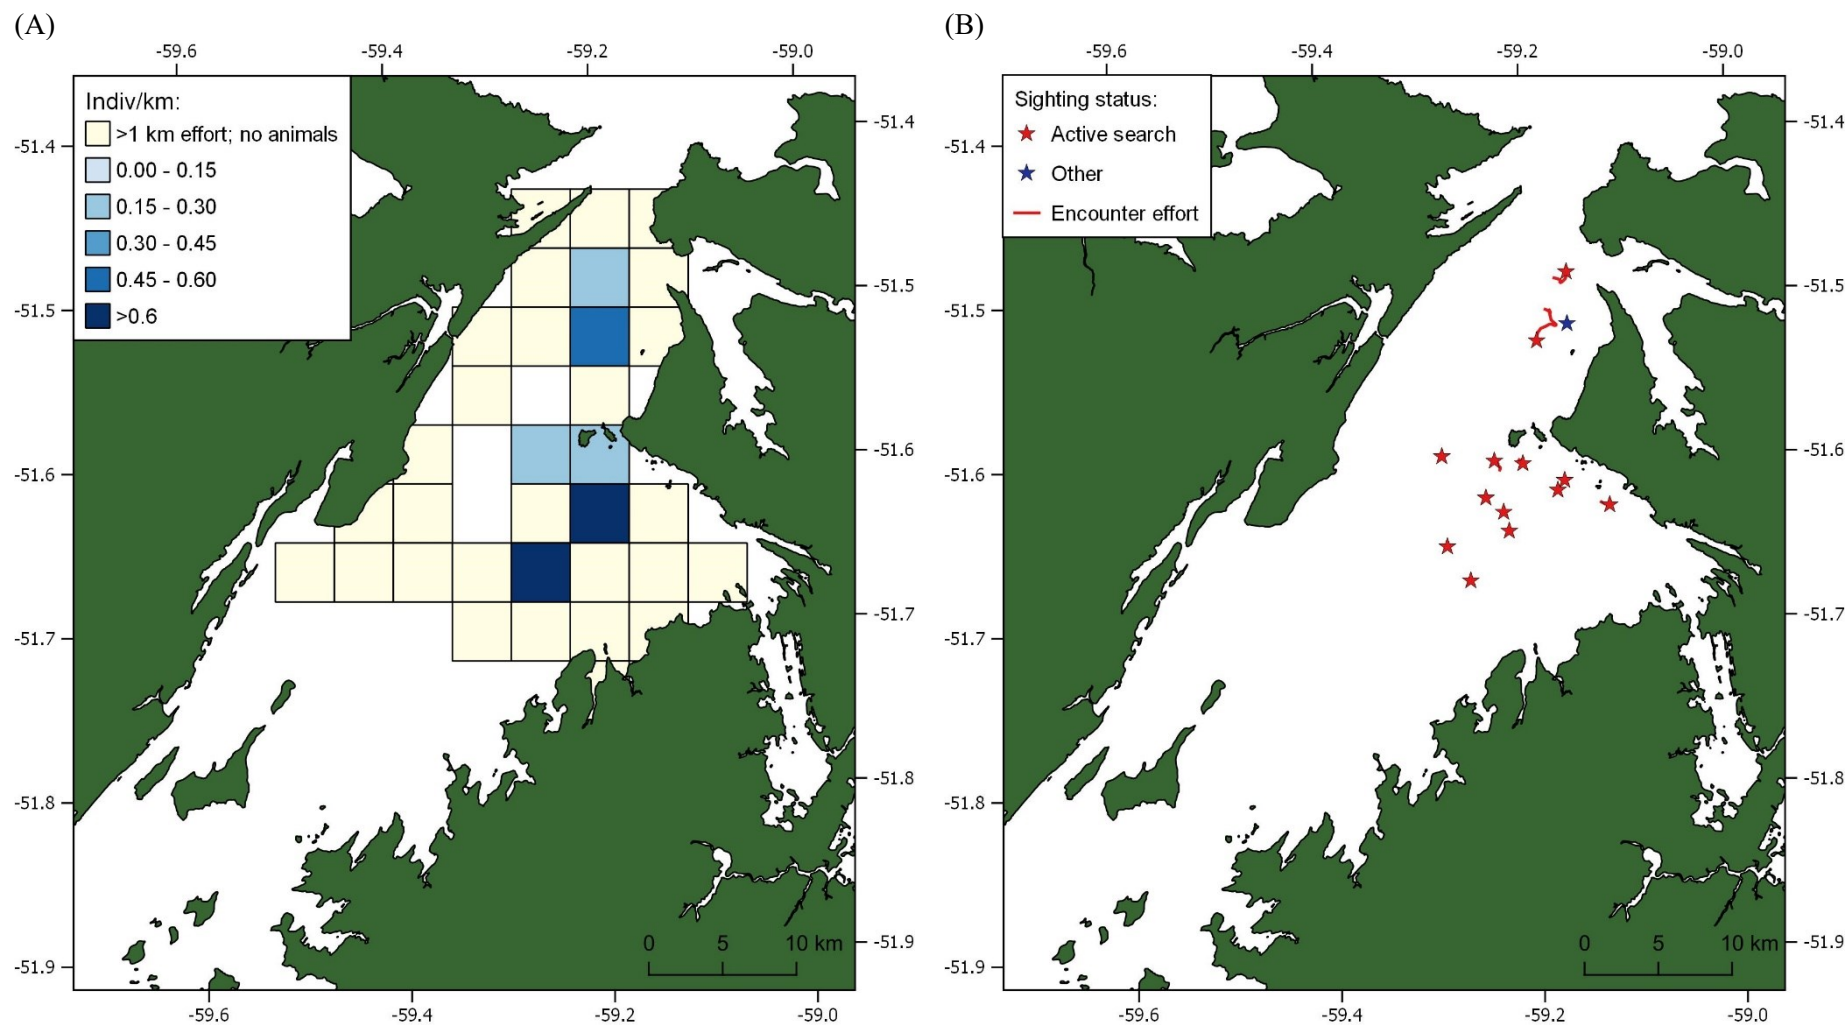 (A)
-59.6 -59.4 -59.2 -59.0
Indiv/km:
>1 km effort; no animals
0.00 - 0.15
0.15 - 0.30
0.30 - 0.45
0.45 - 0.60
>0.6
-51.4
-51.5
-51.6
-51.7
-51.8
-51.9
-51.4
-51.5
-51.6
-51.7
-51.8
-51.9
0 5 10 km
-59.6 -59.4 -59.2 -59.0
(B)
-59.6 -59.4 -59.2 -59.0
Sighting status:
Active search
Other
Encounter effort
-51.4
-51.5
-51.6
-51.7
-51.8
-51.9
-51.4
-51.5
-51.6
-51.7
-51.8
-51.9
0 5 10 km
-59.6 -59.4 -59.2 -59.0